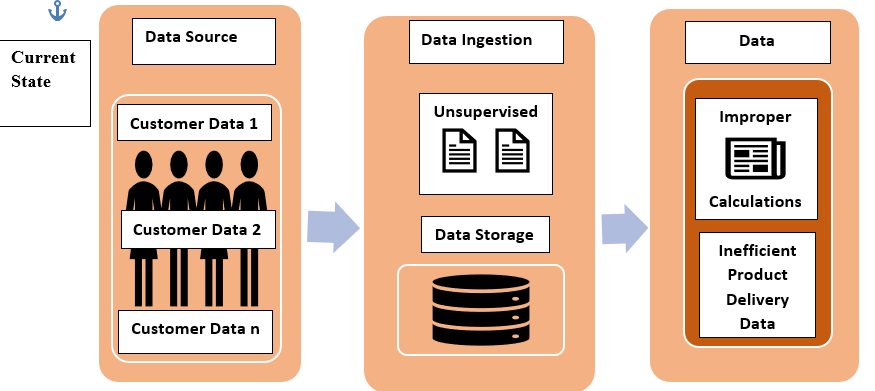 Current
State
Data Source
Customer Data 1
Customer Data 2
Customer Data n
Data Ingestion
Unsupervised
Data Storage
Data
Improper
Calculations
Inefficient
Product
Delivery
Data